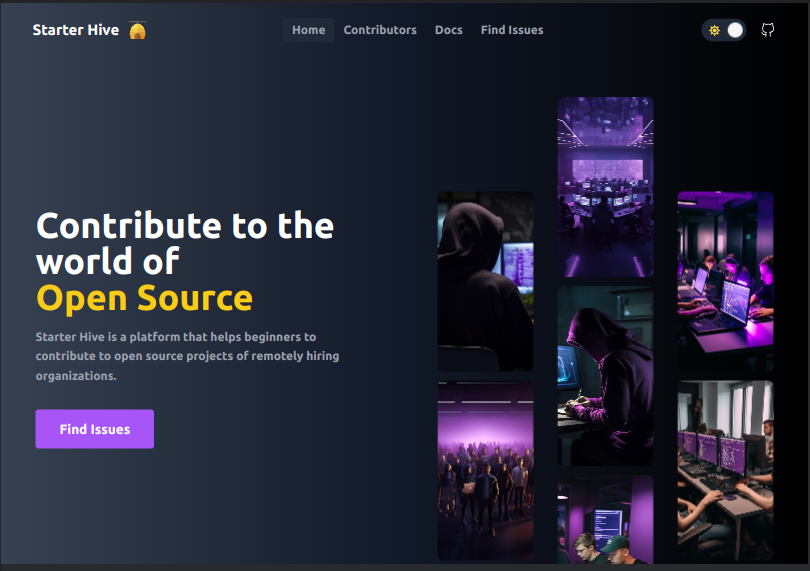 Starter Hive
Home
Contributors
Docs
Find Issues
Contribute to the
world of
Open Source
Starter Hive is a platform that helps beginners to
contribute to open source projects of remotely hiring
organizations.
Find Issues